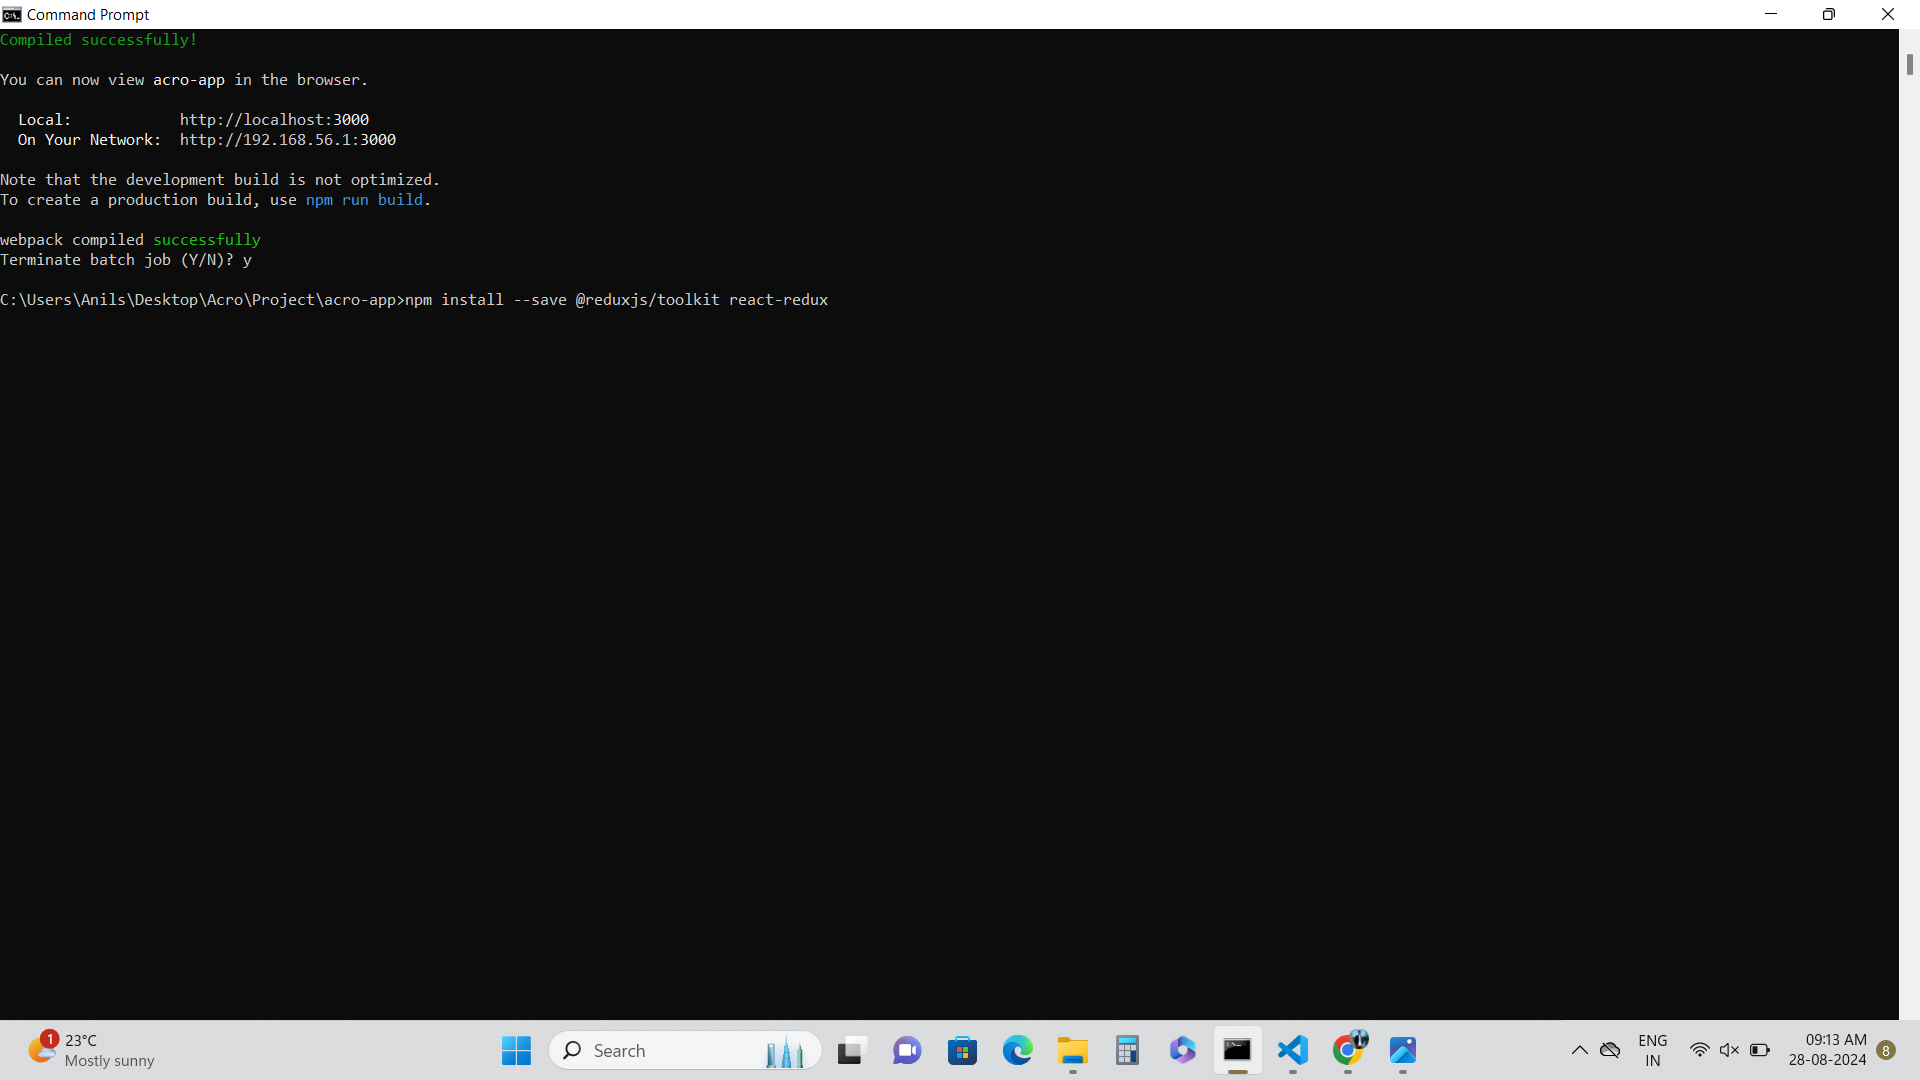 Command Prompt
Compiled successfully!
You can now view acro-app in the browser.
Local: http://localhost:3000
On Your Network: http://192.168.56.1:3000
Note that the development build is not optimized.
To create a production build, use npm run build.
webpack compiled successfully
Terminate batch job (Y/N)? y
C:\Users\Anils\Desktop\Acro\Project\acro-app>npm install --save @reduxjs/toolkit react-redux
1
23°C
Mostly sunny
Search
ENG
IN
09:13 AM
28-08-2024
8